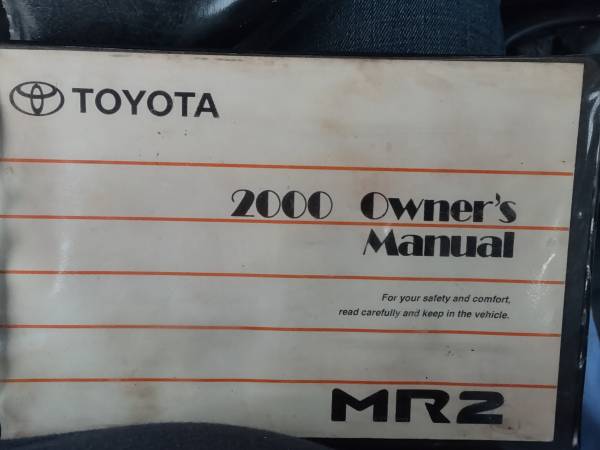 TOYOTA
2000 Owner's
Manual
For your safety and comfort,
read carefully and keep in the vehicle.
MR2